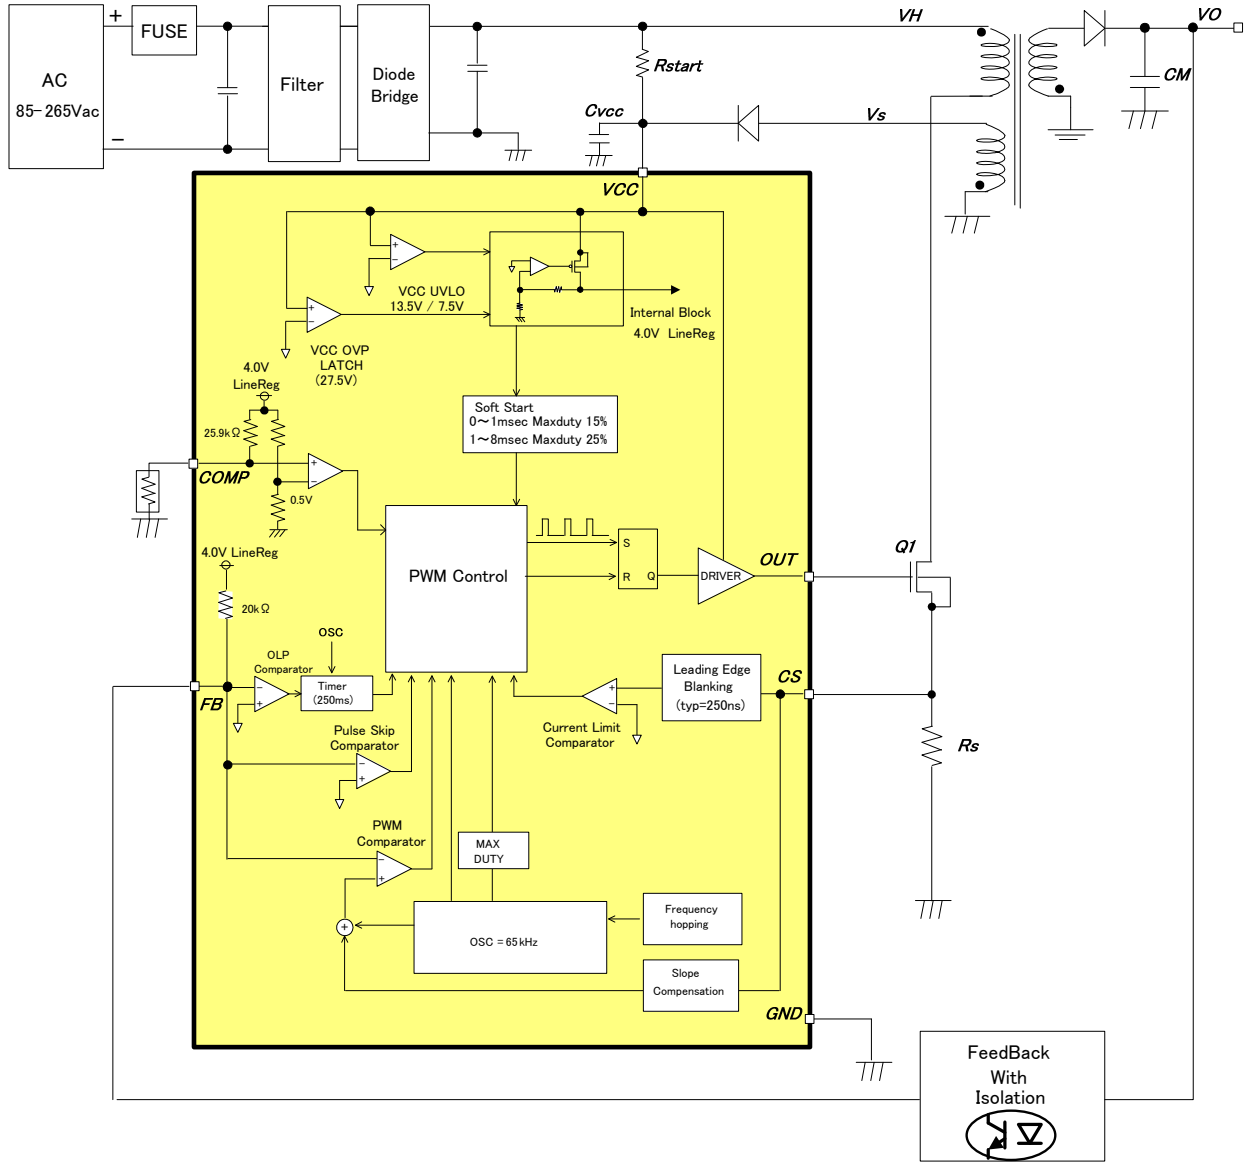 AC
85-265Vac
+
−
FUSE
Filter
Diode
Bridge
VH
Rstart
Cvcc
Vs
VO
CM
VCC
+
−
VCC UVLO
13.5V / 7.5V
+
−
VCC OVP
LATCH
(27.5V)
Internal Block
4.0V LineReg
4.0V
LineReg
25.9kΩ
Soft Start
0～1msec Maxduty 15%
1～8msec Maxduty 25%
COMP
+
−
0.5V
4.0V LineReg
20kΩ
PWM Control
S
R
Q
DRIVER
OUT
Q1
OSC
OLP
Comparator
−
+
Timer
(250ms)
FB
Leading Edge
Blanking
(typ=250ns)
CS
+
−
Current Limit
Comparator
Rs
Pulse Skip
Comparator
−
+
PWM
Comparator
−
+
MAX
DUTY
+
OSC = 65kHz
Frequency
hopping
Slope
Compensation
GND
FeedBack
With
Isolation